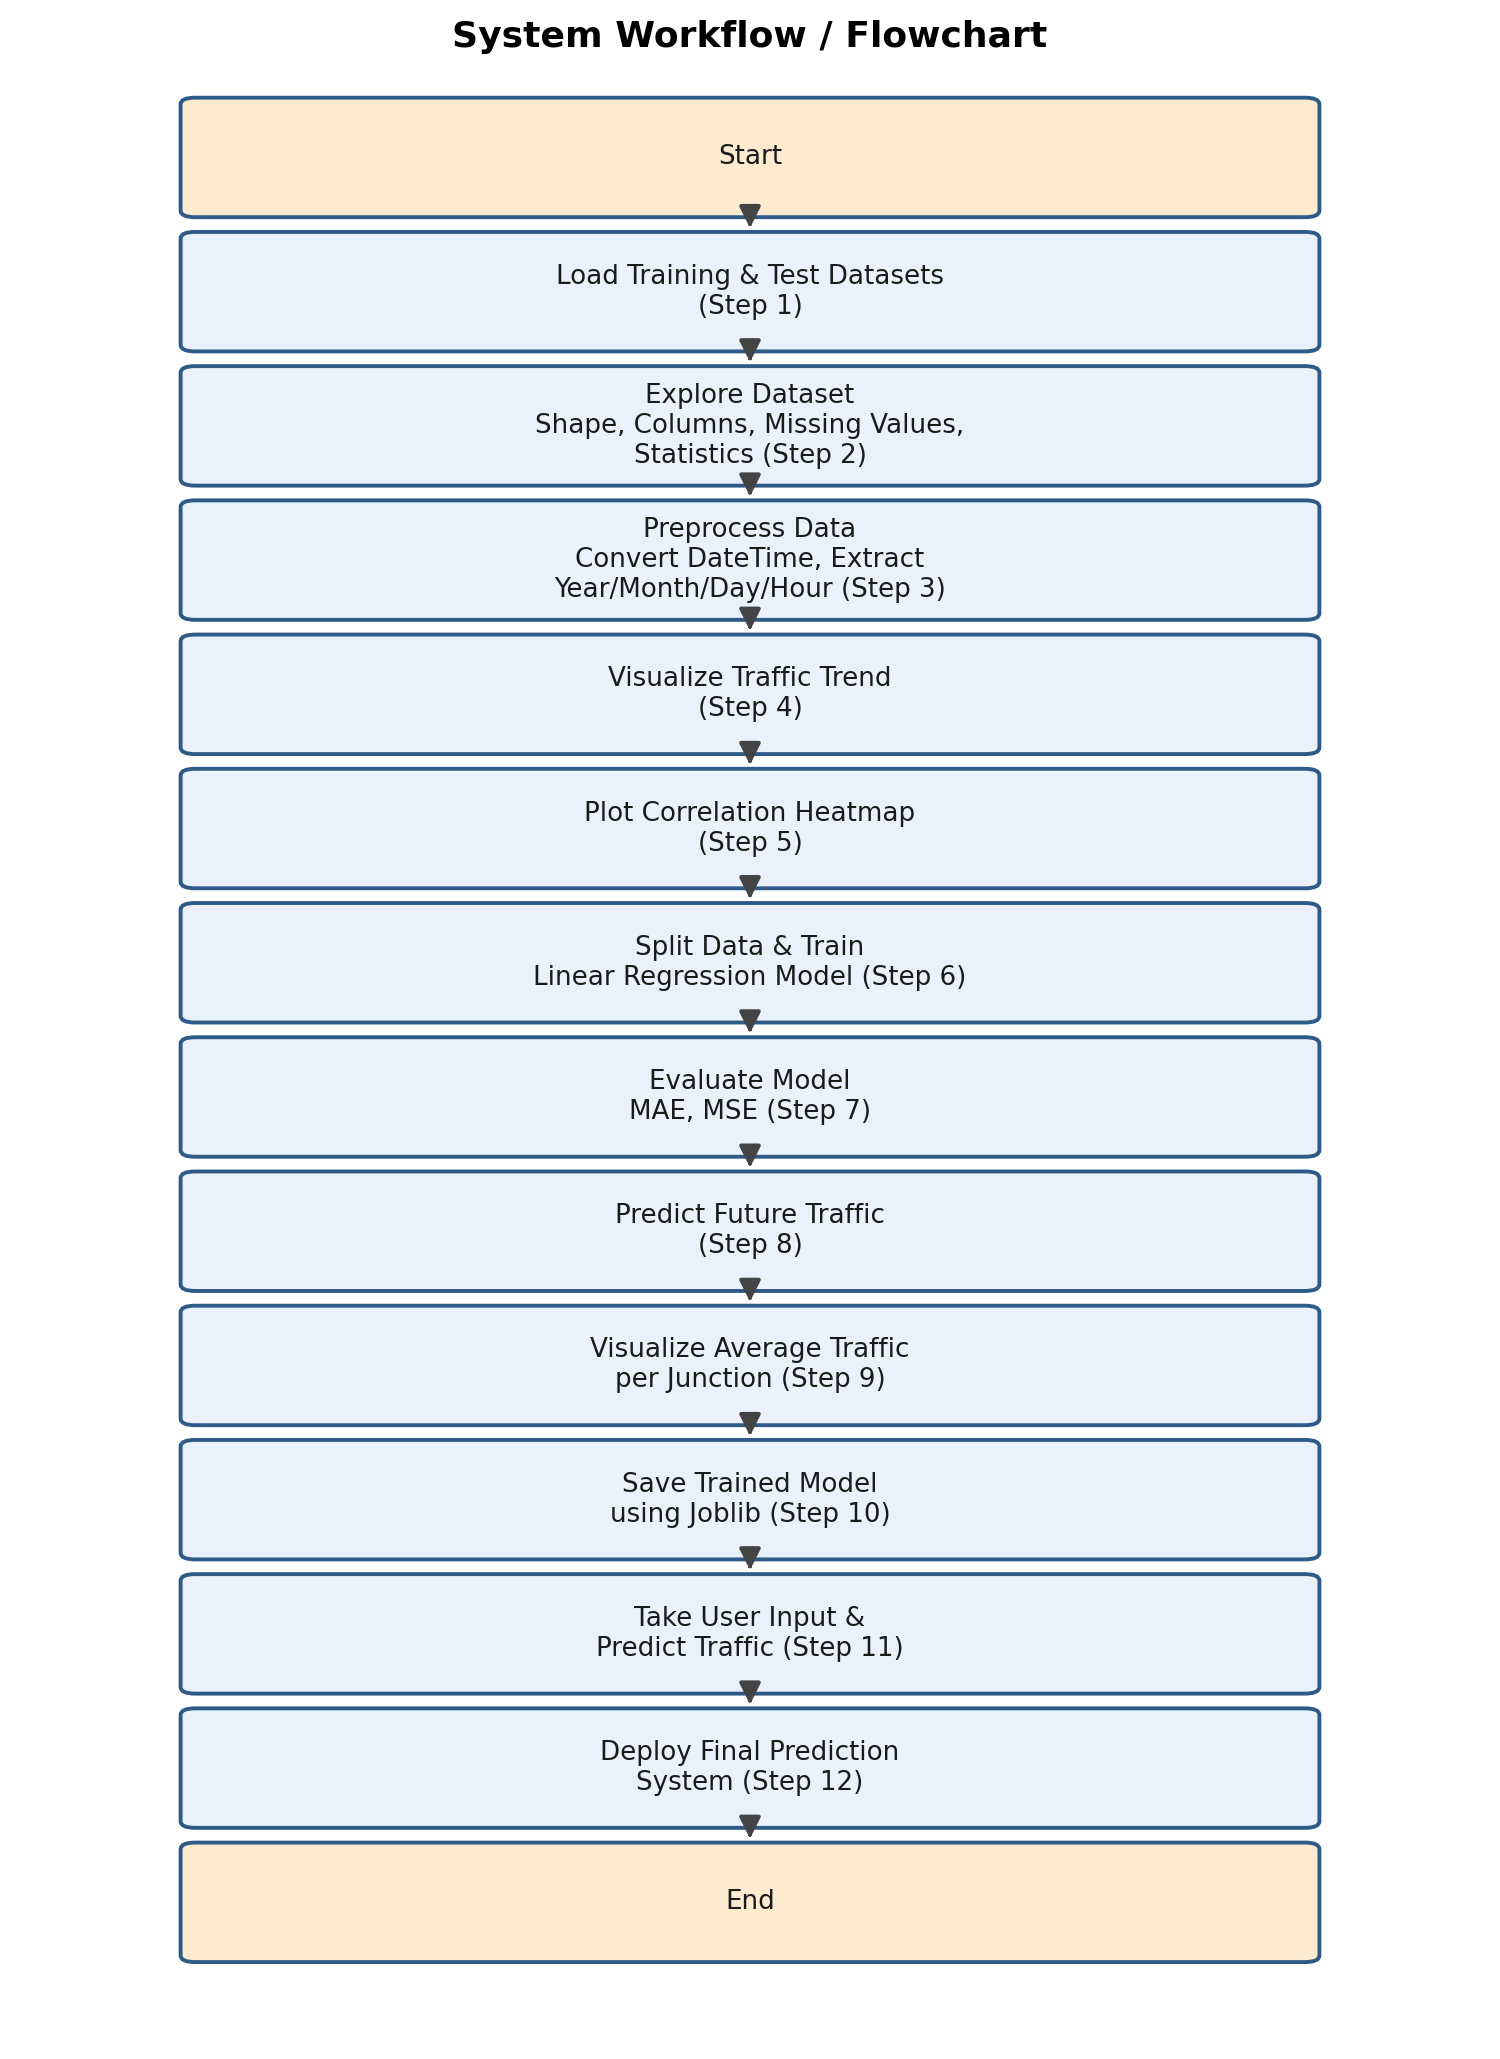 System Workflow / Flowchart
Start
Load Training & Test Datasets
(Step 1)
Explore Dataset
Shape, Columns, Missing Values,
Statistics (Step 2)
Preprocess Data
Convert DateTime, Extract
Year/Month/Day/Hour (Step 3)
Visualize Traffic Trend
(Step 4)
Plot Correlation Heatmap
(Step 5)
Split Data & Train
Linear Regression Model (Step 6)
Evaluate Model
MAE, MSE (Step 7)
Predict Future Traffic
(Step 8)
Visualize Average Traffic
per Junction (Step 9)
Save Trained Model
using Joblib (Step 10)
Take User Input &
Predict Traffic (Step 11)
Deploy Final Prediction
System (Step 12)
End